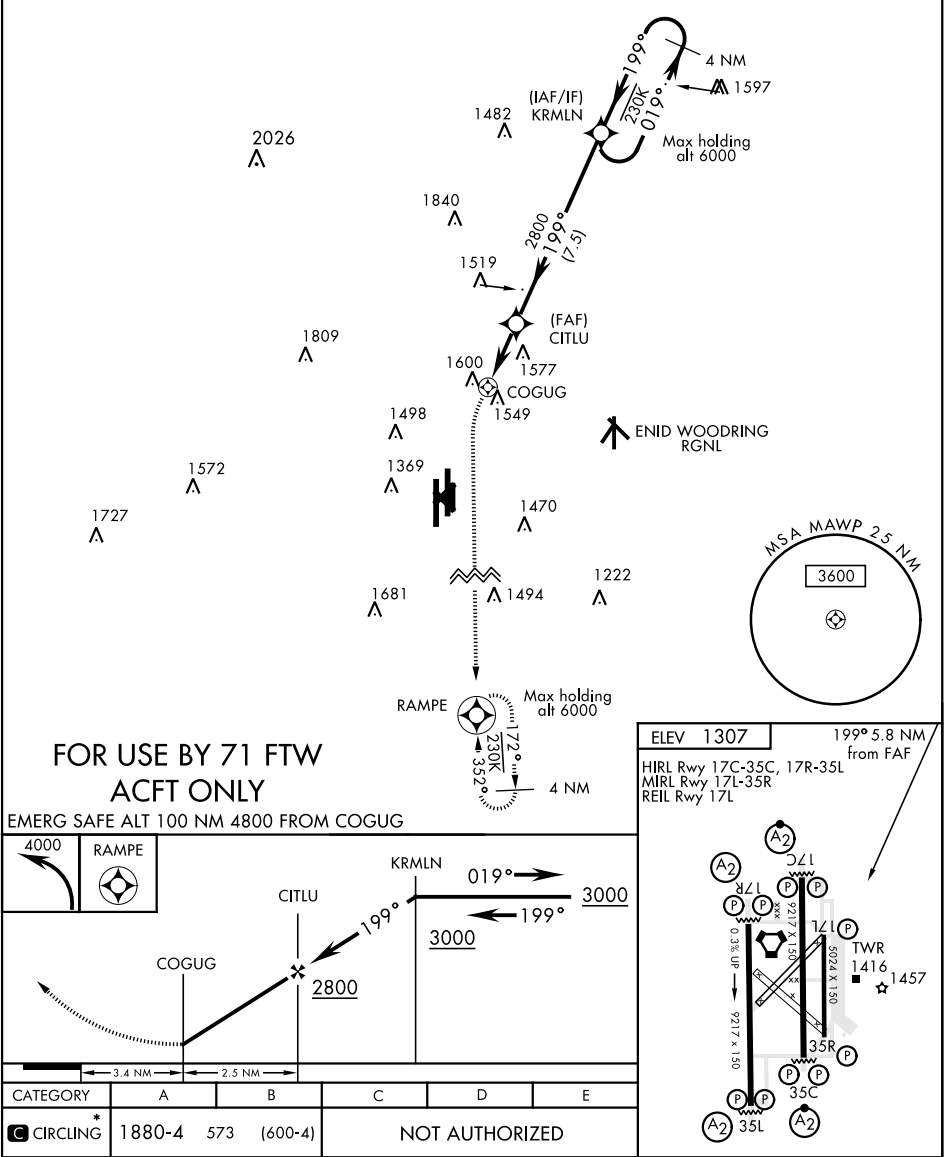 199°
4 NM
1597
(IAF/IF)
KRMLN
230K
019°
Max holding
alt 6000
1482
2026
1840
2800
199°
(7.5)
1519
(FAF)
CITLU
1809
1577
1600
COGUG
1549
1498
ENID WOODRING
RGNL
1369
1572
1470
1727
MSA MAWP 25 NM
3600
1222
1681
1494
RAMPE
Max holding
alt 6000
172°
230K
352°
4 NM
FOR USE BY 71 FTW
ACFT ONLY
EMERG SAFE ALT 100 NM 4800 FROM COGUG
4000
RAMPE
KRMLN
019°
3000
199°
3000
CITLU
199°
2800
COGUG
3.4 NM
2.5 NM
CATEGORY A B C D E
C CIRCLING * 1880-4 573 (600-4) NOT AUTHORIZED
ELEV 1307
199° 5.8 NM
from FAF
HIRL Rwy 17C-35C, 17R-35L
MIRL Rwy 17L-35R
REIL Rwy 17L
A2
A2
17C
P P
17R
P P
xxx
9217 X 150
17L
P
0.3% UP
5024 X 150
TWR
1416
1457
x
x
x
xx
x
x
x
9217 x 150
35R
P
P P
35C
P P
35L
A2
A2